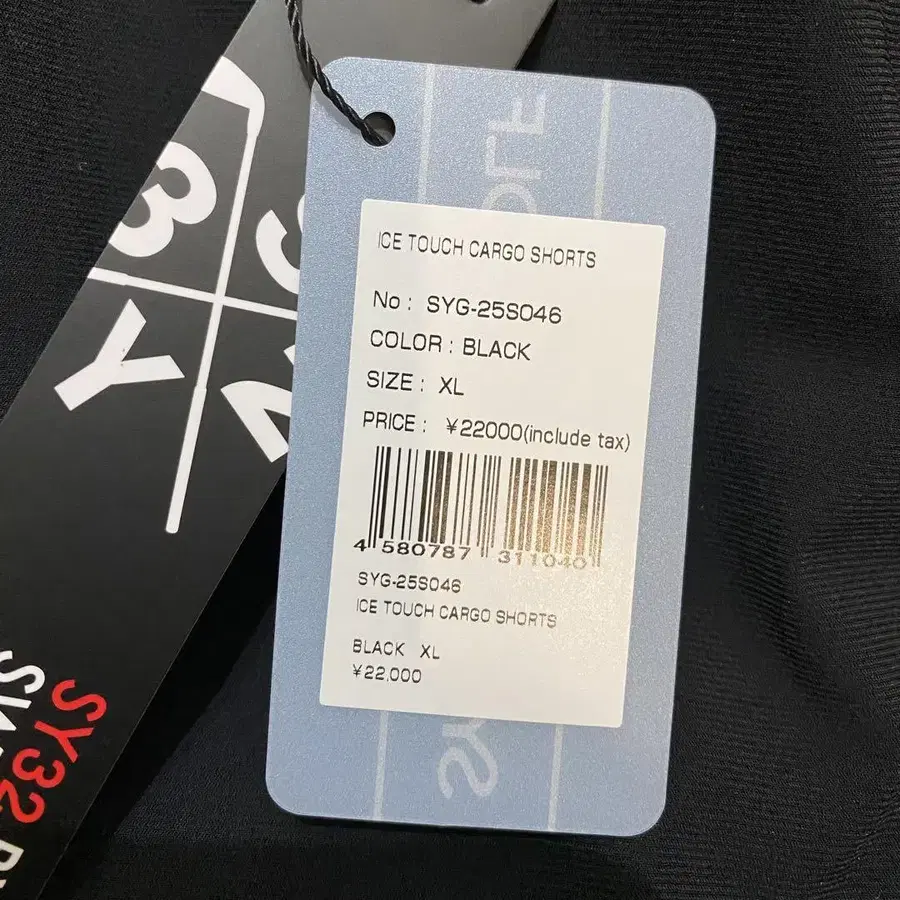 ICE TOUCH CARGO SHORTS
No : SYG-25S046
COLOR : BLACK
SIZE : XL
PRICE : ¥22000(include tax)
4 580787 311040
SYG-25S046
ICE TOUCH CARGO SHORTS
BLACK XL
¥22,000
SY32